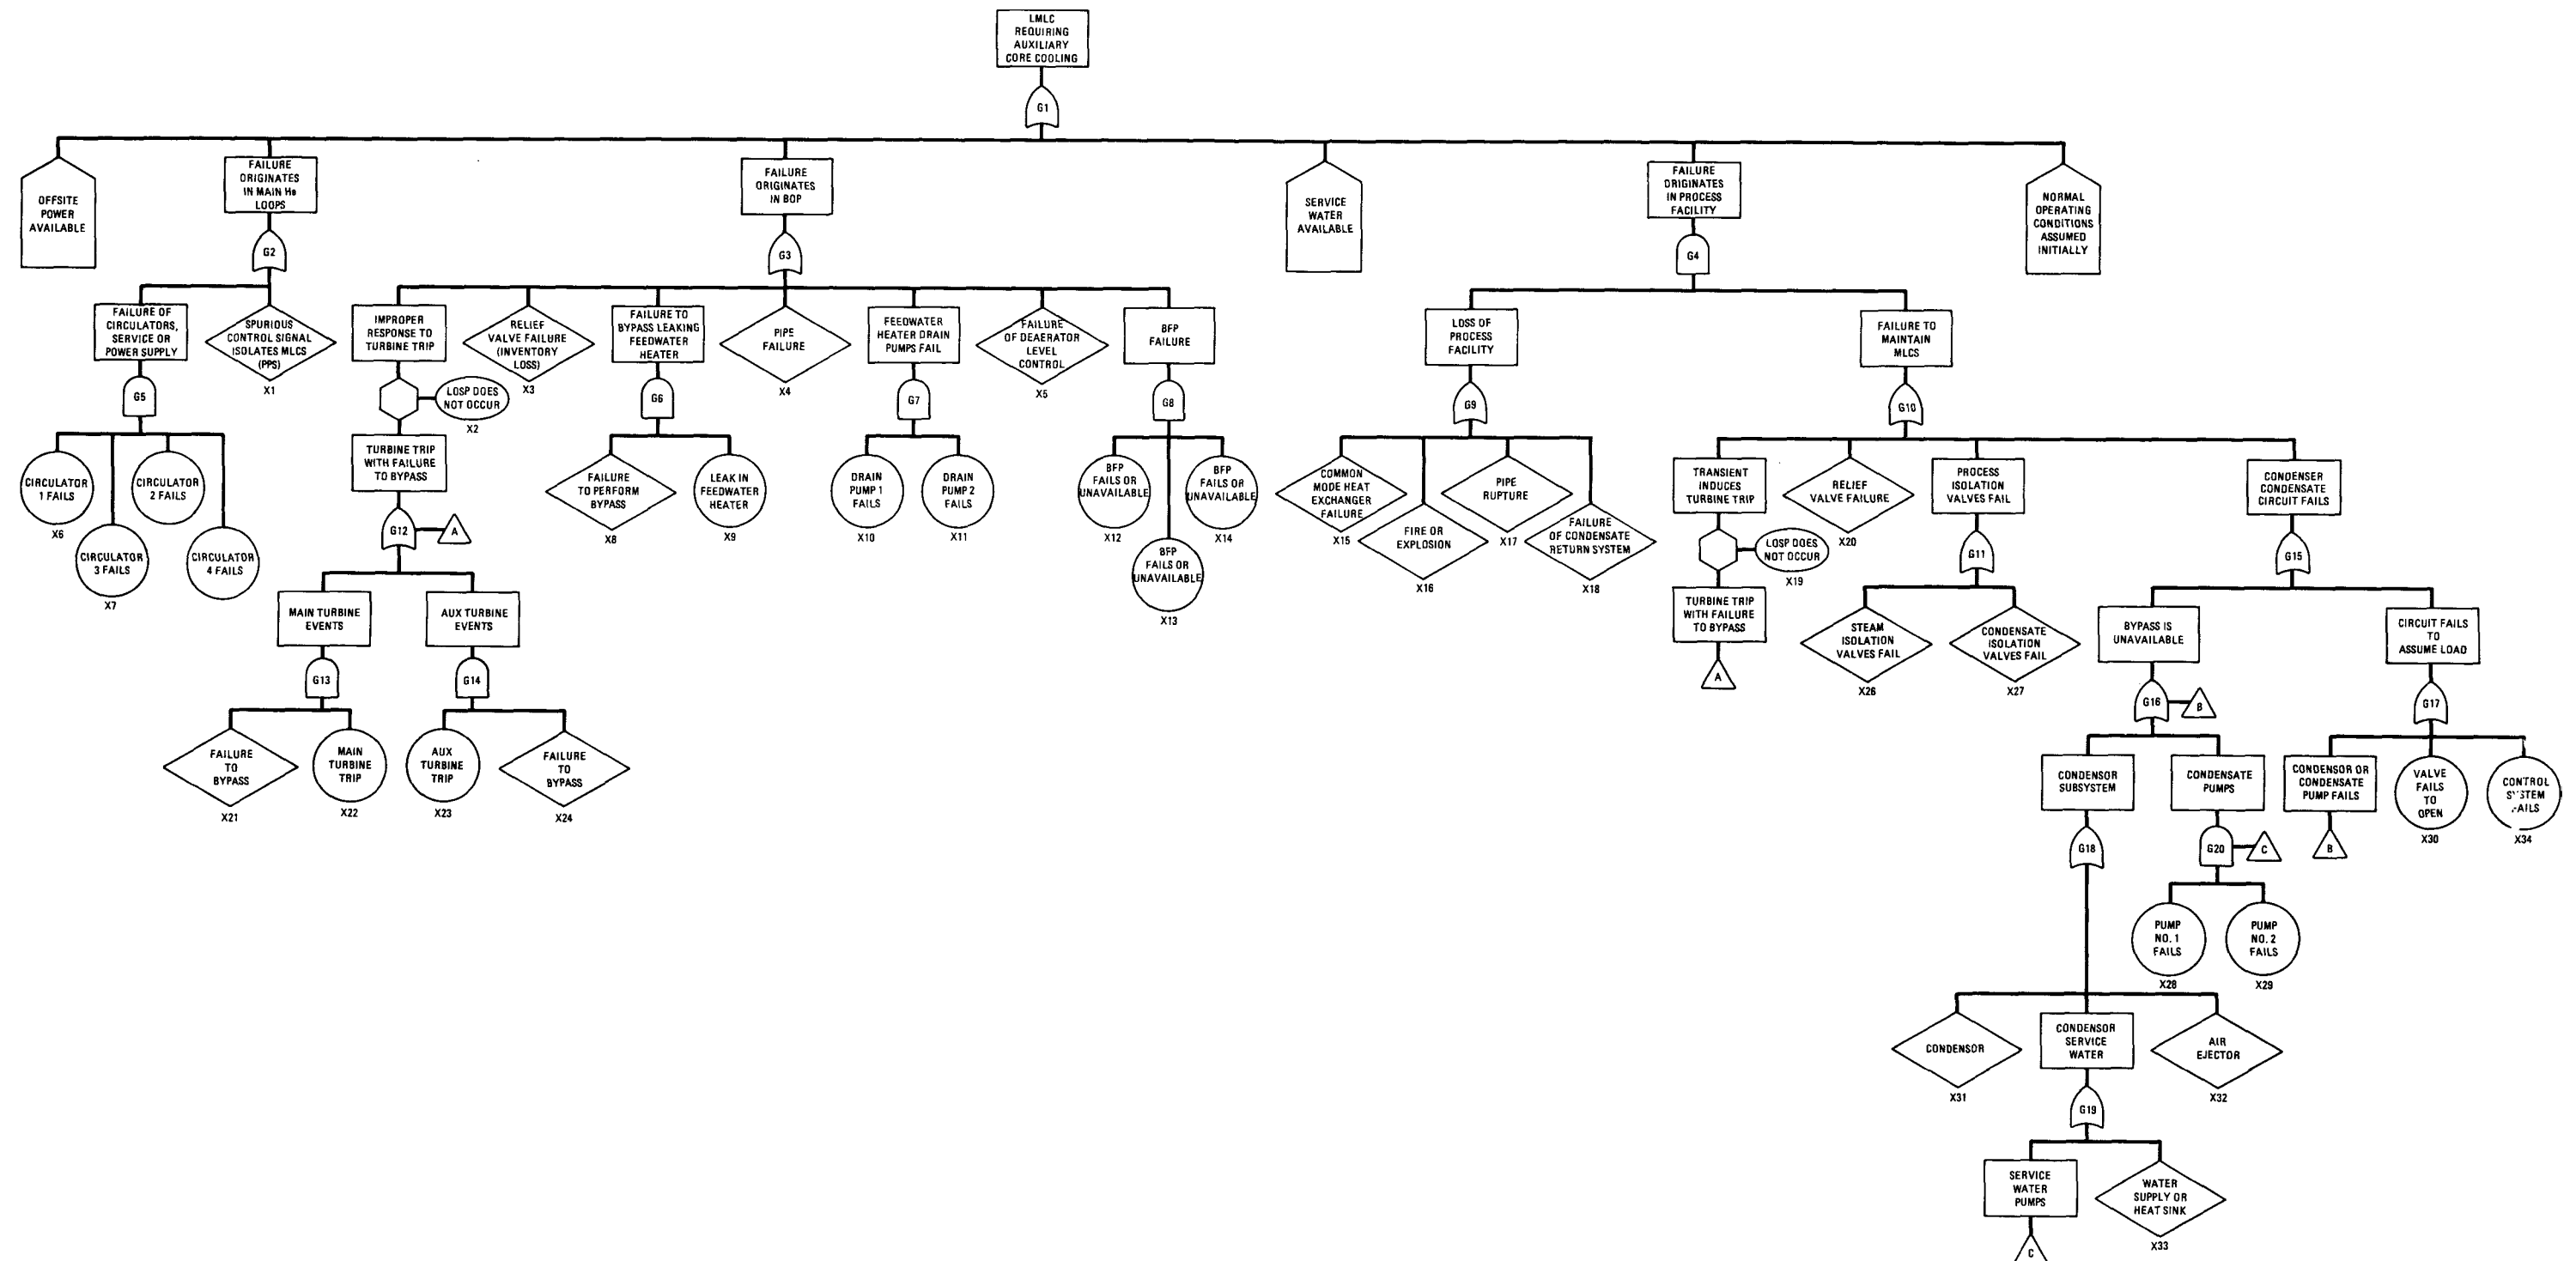 LMLC
REQUIRING
AUXILIARY
CORE COOLING
G1
OFFSITE
POWER
AVAILABLE
FAILURE
ORIGINATES
IN MAIN He
LOOPS
G2
FAILURE
ORIGINATES
IN BOP
G3
SERVICE
WATER
AVAILABLE
FAILURE
ORIGINATES
IN PROCESS
FACILITY
G4
NORMAL
OPERATING
CONDITIONS
ASSUMED
INITIALLY
FAILURE OF
CIRCULATORS,
SERVICE OR
POWER SUPPLY
G5
SPURIOUS
CONTROL SIGNAL
ISOLATES MLCS
(PPS)
X1
IMPROPER
RESPONSE TO
TURBINE TRIP
LOSP DOES
NOT OCCUR
X2
RELIEF
VALVE FAILURE
(INVENTORY
LOSS)
X3
FAILURE TO
BYPASS LEAKING
FEEDWATER
HEATER
G6
PIPE
FAILURE
X4
FEEDWATER
HEATER DRAIN
PUMPS FAIL
G7
FAILURE
OF DEAERATOR
LEVEL
CONTROL
X5
BFP
FAILURE
G8
LOSS OF
PROCESS
FACILITY
G9
FAILURE TO
MAINTAIN
MLCS
G10
CIRCULATOR
1 FAILS
X6
CIRCULATOR
3 FAILS
X7
CIRCULATOR
2 FAILS
CIRCULATOR
4 FAILS
TURBINE TRIP
WITH FAILURE
TO BYPASS
G12
A
FAILURE
TO PERFORM
BYPASS
X8
LEAK IN
FEEDWATER
HEATER
X9
DRAIN
PUMP 1
FAILS
X10
DRAIN
PUMP 2
FAILS
X11
BFP
FAILS OR
UNAVAILABLE
X12
BFP
FAILS OR
UNAVAILABLE
X13
BFP
FAILS OR
UNAVAILABLE
X14
COMMON
MODE HEAT
EXCHANGER
FAILURE
X15
FIRE OR
EXPLOSION
X16
PIPE
RUPTURE
X17
FAILURE
OF CONDENSATE
RETURN SYSTEM
X18
TRANSIENT
INDUCES
TURBINE TRIP
LOSP DOES
NOT OCCUR
X19
TURBINE TRIP
WITH FAILURE
TO BYPASS
A
RELIEF
VALVE FAILURE
X20
PROCESS
ISOLATION
VALVES FAIL
G11
CONDENSER
CONDENSATE
CIRCUIT FAILS
G15
MAIN TURBINE
EVENTS
G13
AUX TURBINE
EVENTS
G14
FAILURE
TO
BYPASS
X21
MAIN
TURBINE
TRIP
X22
AUX
TURBINE
TRIP
X23
FAILURE
TO
BYPASS
X24
STEAM
ISOLATION
VALVES FAIL
X26
CONDENSATE
ISOLATION
VALVES FAIL
X27
BYPASS IS
UNAVAILABLE
G16
B
CIRCUIT FAILS
TO
ASSUME LOAD
G17
CONDENSOR
SUBSYSTEM
G18
CONDENSATE
PUMPS
G20
C
CONDENSOR OR
CONDENSATE
PUMP FAILS
B
VALVE
FAILS
TO
OPEN
X30
CONTROL
X34
PUMP
NO. 1
FAILS
X28
PUMP
NO. 2
FAILS
X29
CONDENSOR
X31
CONDENSOR
SERVICE
WATER
G19
AIR
EJECTOR
X32
SERVICE
WATER
PUMPS
C
WATER
SUPPLY OR
HEAT SINK
X33